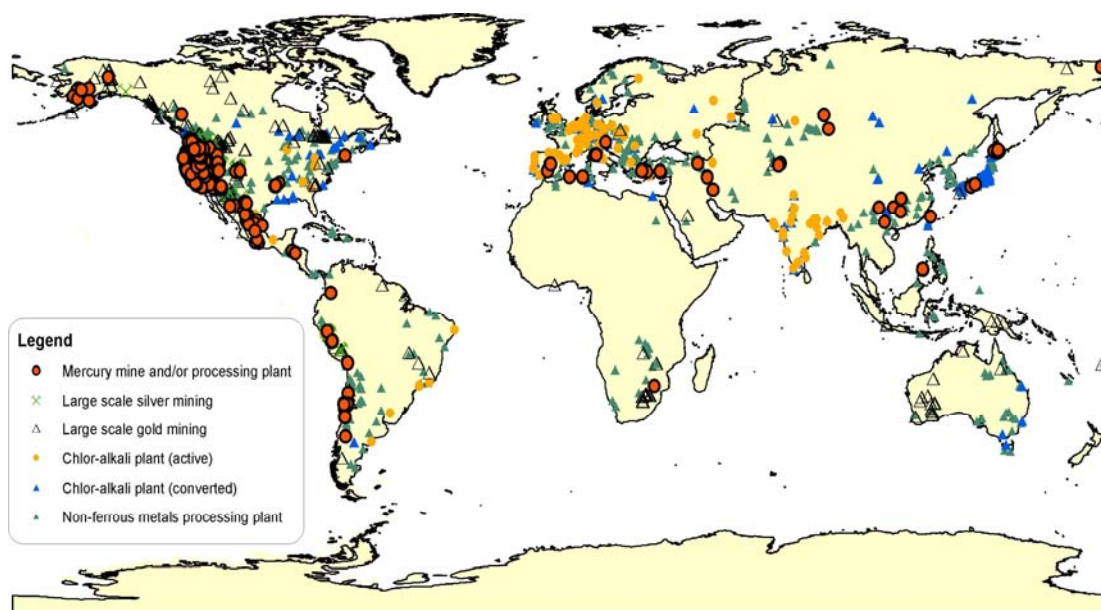 Legend
Mercury mine and/or processing plant
Large scale silver mining
Large scale gold mining
Chlor-alkali plant (active)
Chlor-alkali plant (converted)
Non-ferrous metals processing plant